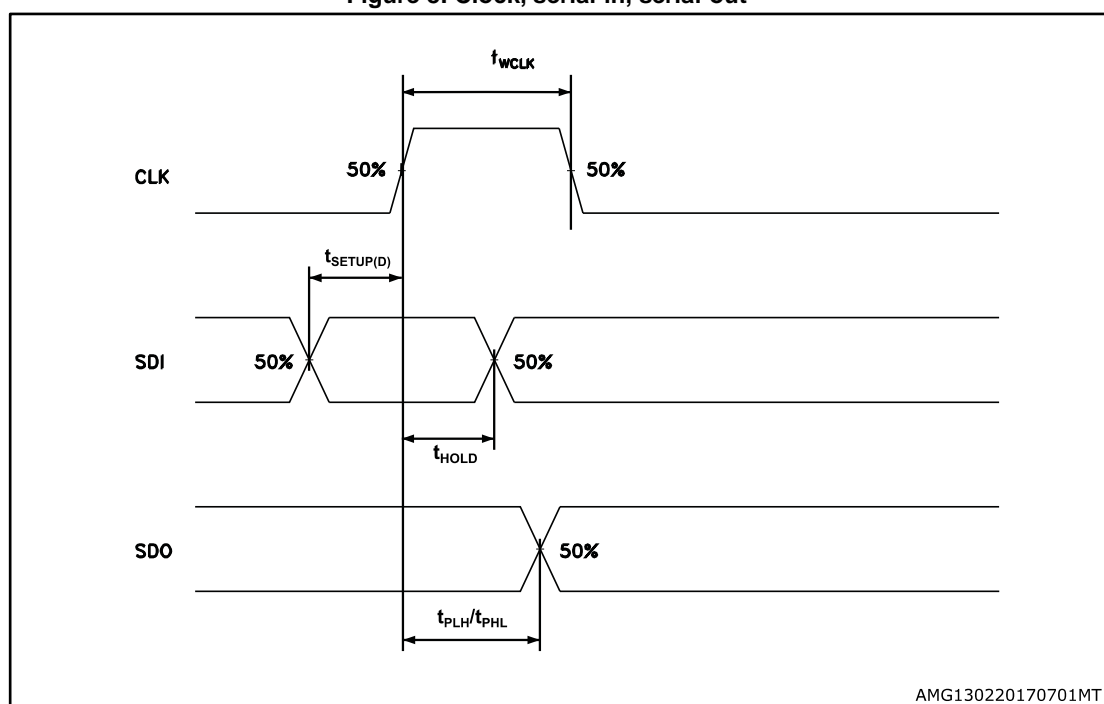 Figure 5. Clock, serial-in, serial-out
tWCLK
50%
50%
CLK
tSETUP(D)
50%
50%
SDI
tHOLD
50%
SDO
tPLH/tPHL
AMG130220170701MT